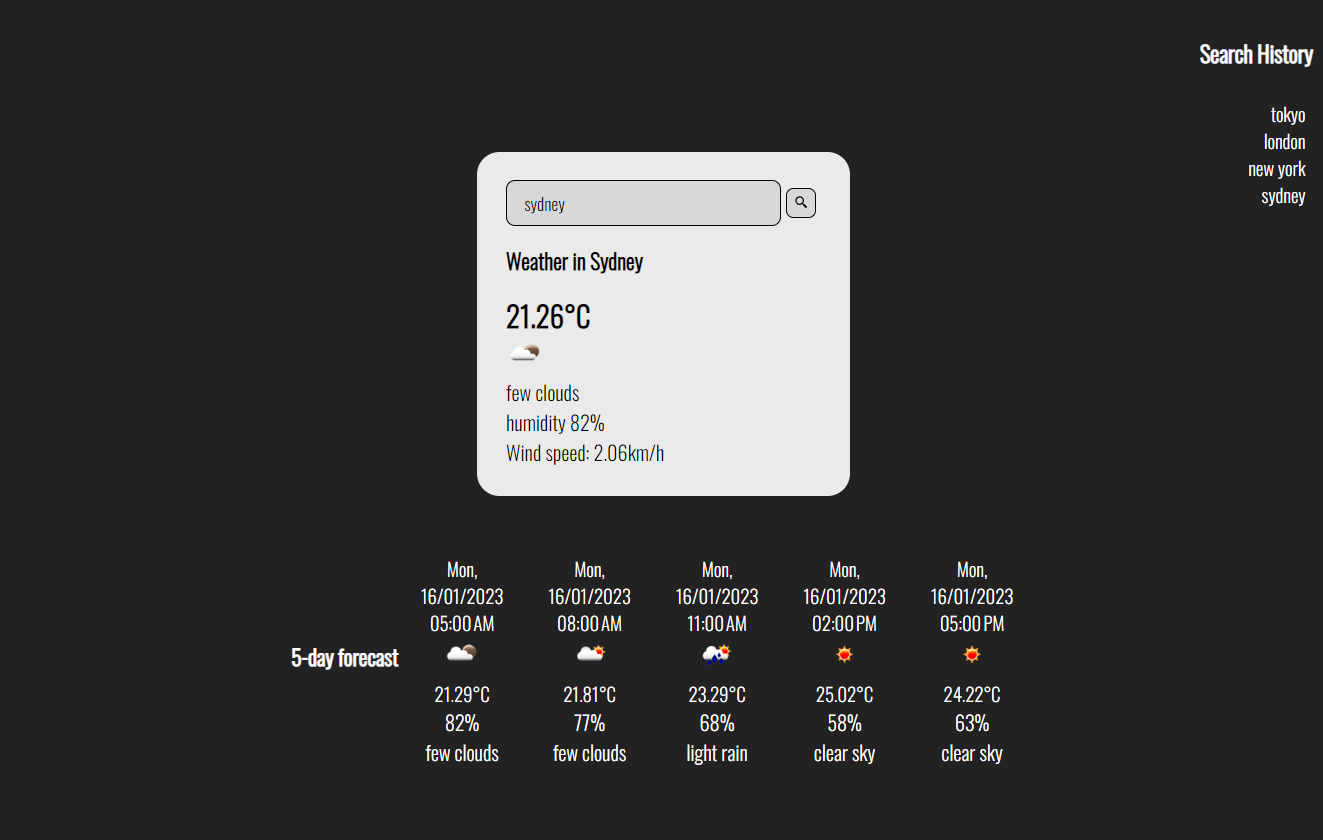 Search History
tokyo
london
new york
sydney
sydney
Weather in Sydney
21.26°C
few clouds
humidity 82%
Wind speed: 2.06km/h
5-day forecast
Mon,
16/01/2023
05:00 AM
21.29°C
82%
few clouds
Mon,
16/01/2023
08:00 AM
21.81°C
77%
few clouds
Mon,
16/01/2023
11:00 AM
23.29°C
68%
light rain
Mon,
16/01/2023
02:00 PM
25.02°C
58%
clear sky
Mon,
16/01/2023
05:00 PM
24.22°C
63%
clear sky